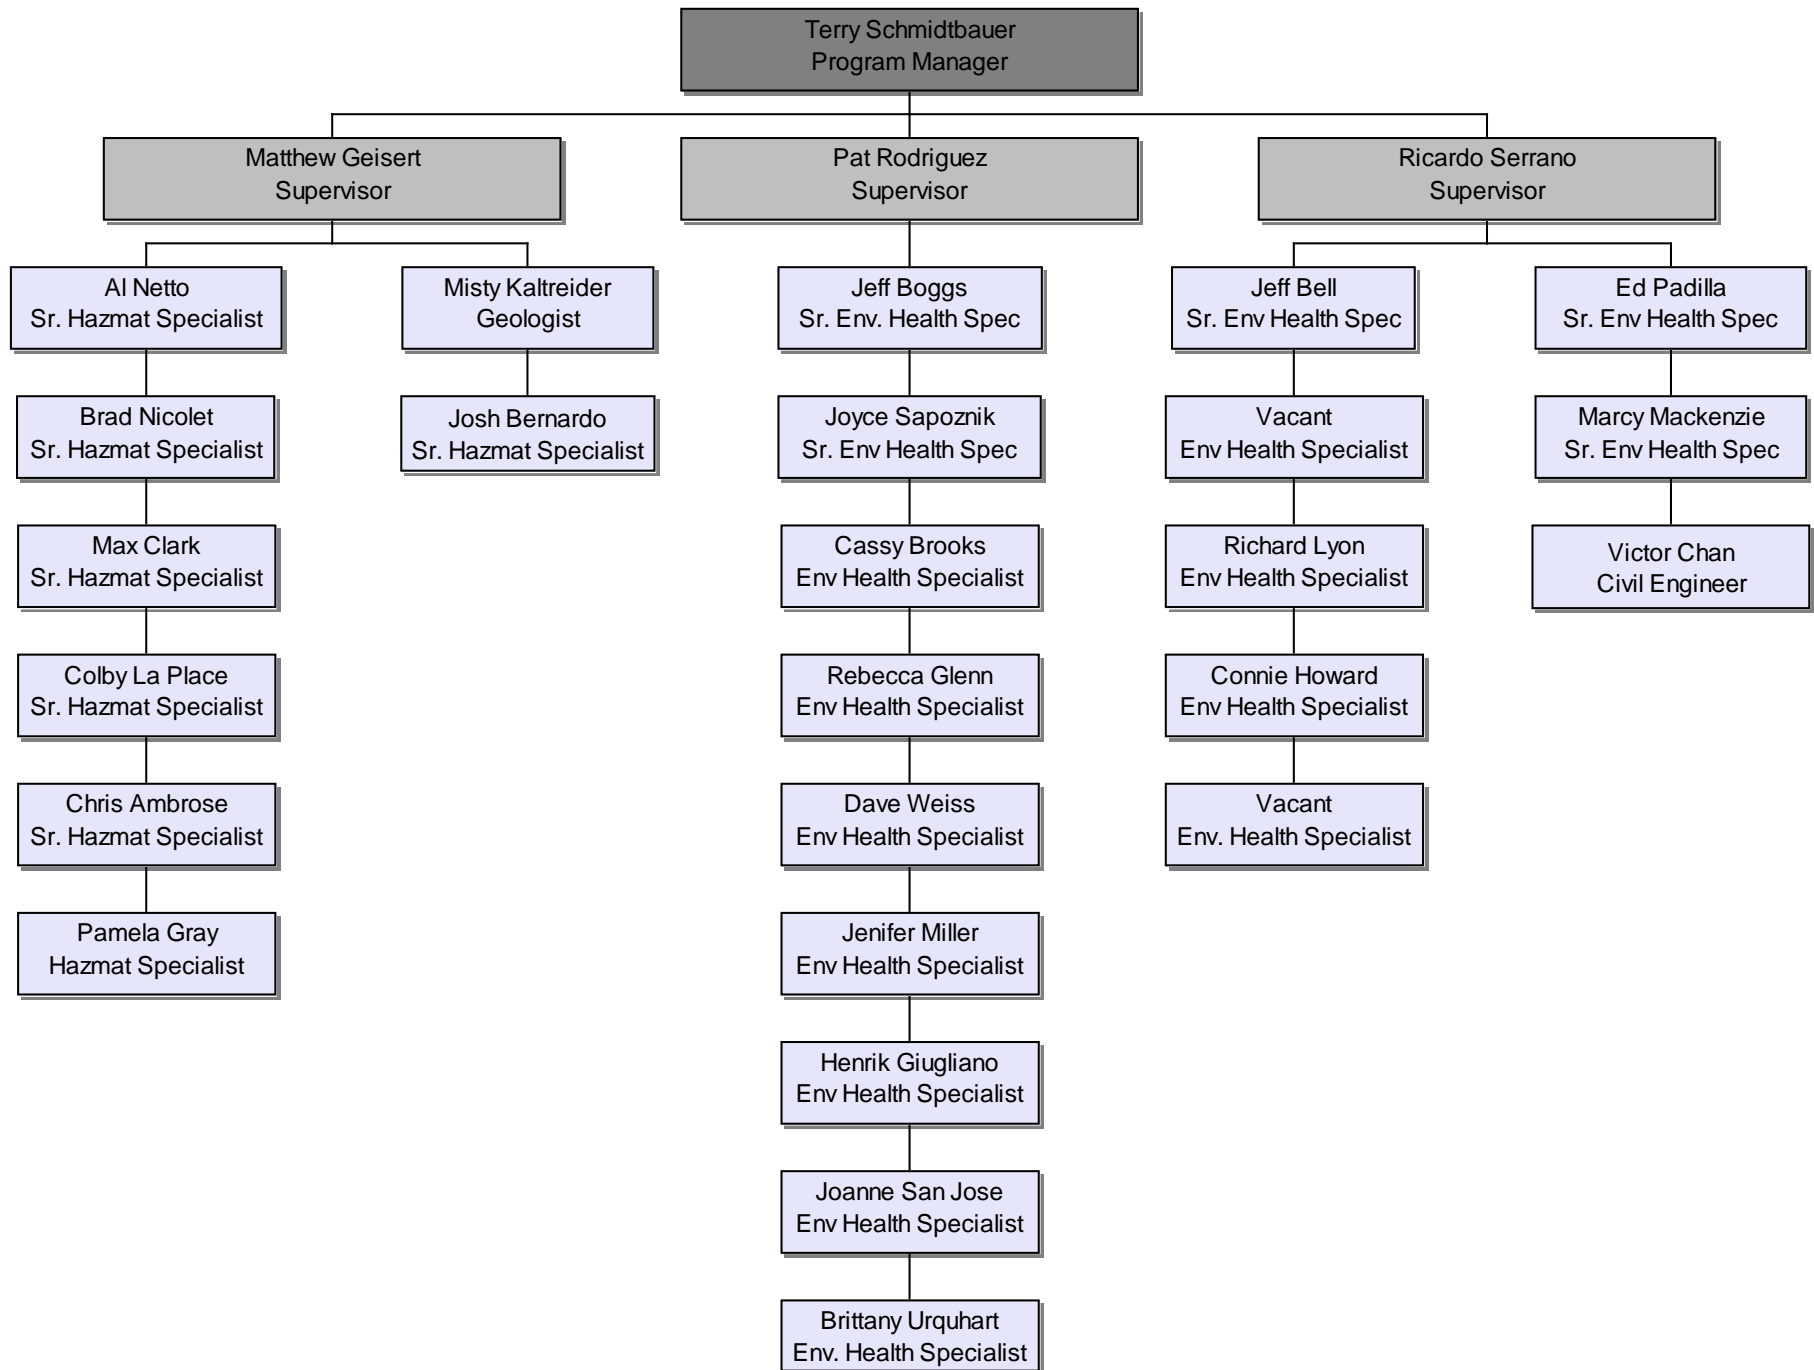 Terry Schmidtbauer
Program Manager
Matthew Geisert
Supervisor
Pat Rodriguez
Supervisor
Ricardo Serrano
Supervisor
Al Netto
Sr. Hazmat Specialist
Misty Kaltreider
Geologist
Jeff Boggs
Sr. Env. Health Spec
Jeff Bell
Sr. Env Health Spec
Ed Padilla
Sr. Env Health Spec
Brad Nicolet
Sr. Hazmat Specialist
Josh Bernardo
Sr. Hazmat Specialist
Joyce Sapoznik
Sr. Env Health Spec
Vacant
Env Health Specialist
Marcy Mackenzie
Sr. Env Health Spec
Max Clark
Sr. Hazmat Specialist
Cassy Brooks
Env Health Specialist
Richard Lyon
Env Health Specialist
Victor Chan
Civil Engineer
Colby La Place
Sr. Hazmat Specialist
Rebecca Glenn
Env Health Specialist
Connie Howard
Env Health Specialist
Chris Ambrose
Sr. Hazmat Specialist
Dave Weiss
Env Health Specialist
Vacant
Env. Health Specialist
Pamela Gray
Hazmat Specialist
Jenifer Miller
Env Health Specialist
Henrik Giugliano
Env Health Specialist
Joanne San Jose
Env Health Specialist
Brittany Urquhart
Env. Health Specialist